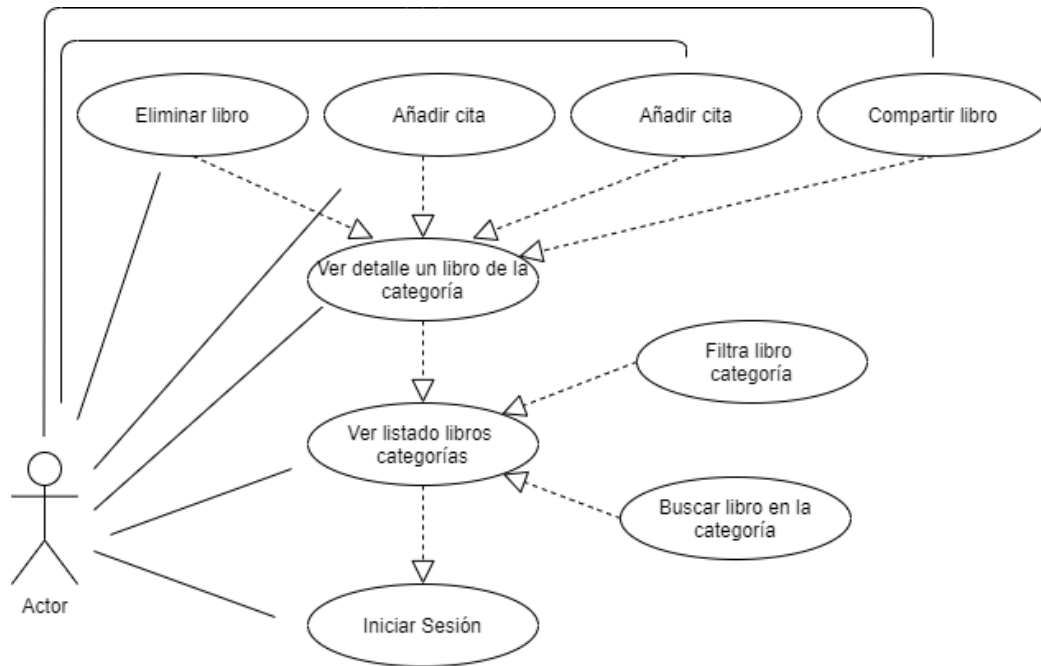 Eliminar libro
Añadir cita
Añadir cita
Compartir libro
Ver detalle un libro de la
categoría
Filtra libro
categoría
Ver listado libros
categorías
Buscar libro en la
categoría
Actor
Iniciar Sesión